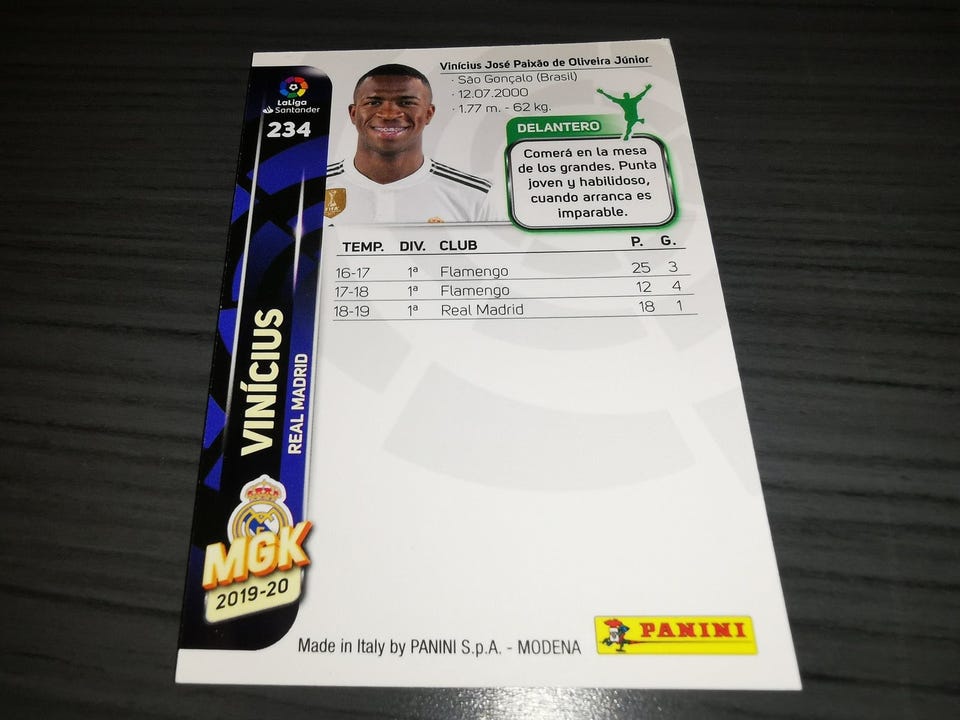 LaLiga
Santander
234
VINÍCIUS
REAL MADRID
MGK
2019-20
Vinícius José Paixão de Oliveira Júnior
· São Gonçalo (Brasil)
· 12.07.2000
· 1.77 m. - 62 kg.
DELANTERO
Comerá en la mesa
de los grandes. Punta
joven y habilidoso,
cuando arranca es
imparable.
TEMP. DIV. CLUB P. G.
16-17 1ª Flamengo 25 3
17-18 1ª Flamengo 12 4
18-19 1ª Real Madrid 18 1
Made in Italy by PANINI S.p.A. - MODENA
PANINI